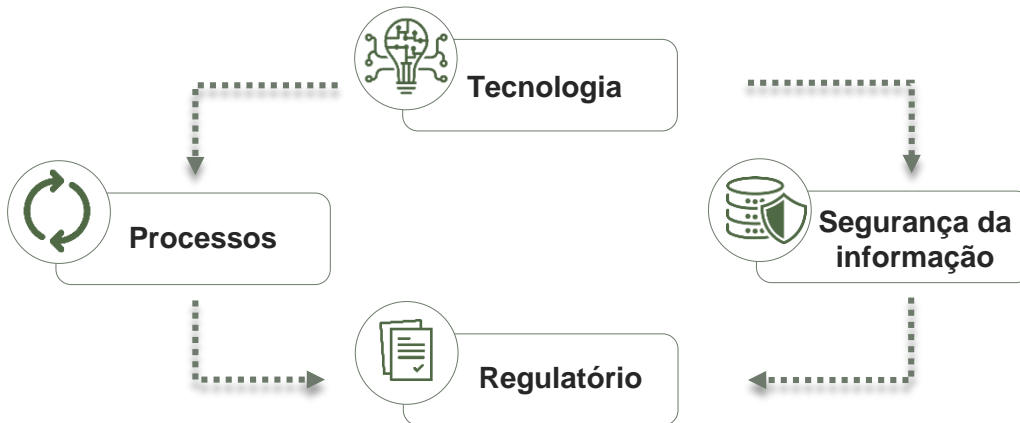 Tecnologia
Processos
Segurança da
informação
Regulatório